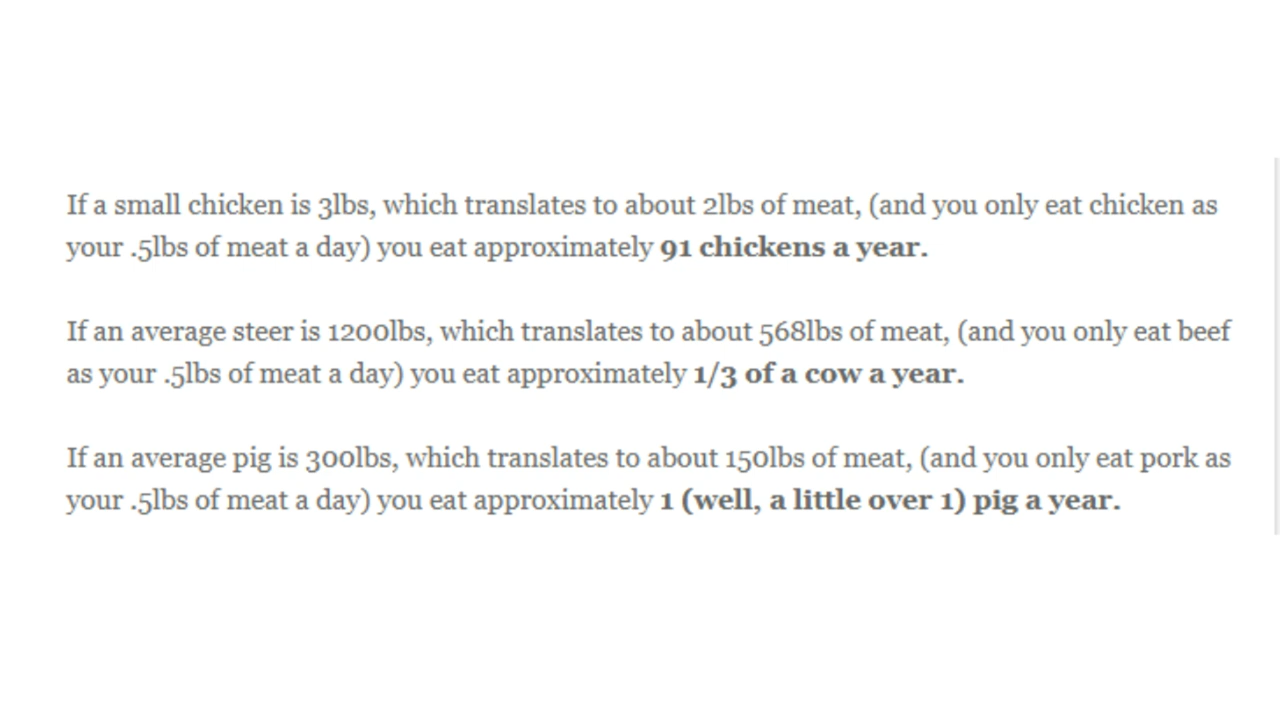 If a small chicken is 3lbs, which translates to about 2lbs of meat, (and you only eat chicken as
your .5lbs of meat a day) you eat approximately 91 chickens a year.
If an average steer is 1200lbs, which translates to about 568lbs of meat, (and you only eat beef
as your .5lbs of meat a day) you eat approximately 1/3 of a cow a year.
If an average pig is 300lbs, which translates to about 150lbs of meat, (and you only eat pork as
your .5lbs of meat a day) you eat approximately 1 (well, a little over 1) pig a year.